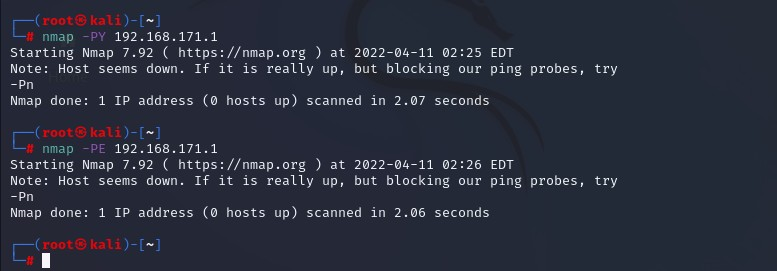 ┌──(root㉿kali)-[~]
└─# nmap -PY 192.168.171.1
Starting Nmap 7.92 ( https://nmap.org ) at 2022-04-11 02:25 EDT
Note: Host seems down. If it is really up, but blocking our ping probes, try
-Pn
Nmap done: 1 IP address (0 hosts up) scanned in 2.07 seconds
┌──(root㉿kali)-[~]
└─# nmap -PE 192.168.171.1
Starting Nmap 7.92 ( https://nmap.org ) at 2022-04-11 02:26 EDT
Note: Host seems down. If it is really up, but blocking our ping probes, try
-Pn
Nmap done: 1 IP address (0 hosts up) scanned in 2.06 seconds
┌──(root㉿kali)-[~]
└─#